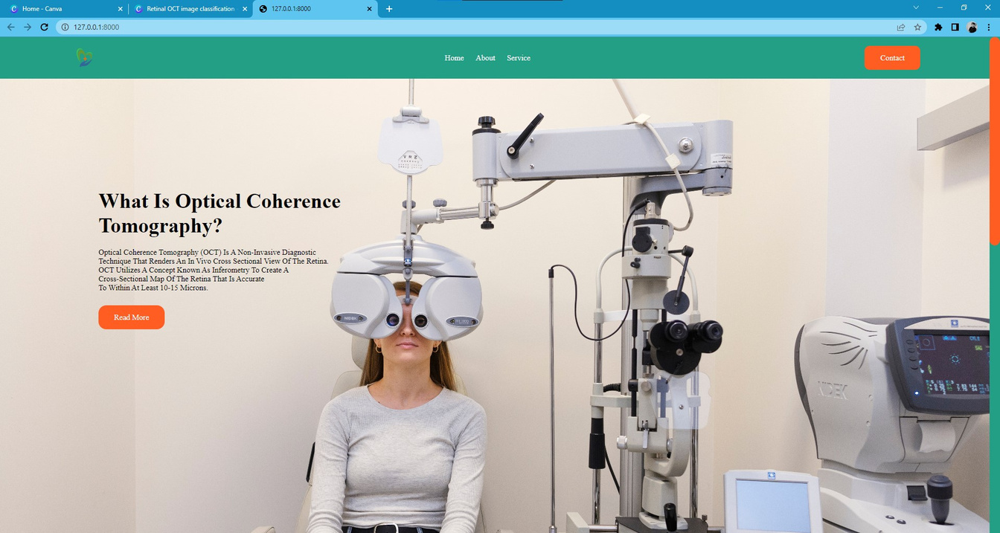 Home - Canva
Retinal OCT image classification
127.0.0.1:8000
127.0.0.1:8000
Home
About
Service
Contact
What Is Optical Coherence
Tomography?
Optical Coherence Tomography (OCT) Is A Non-Invasive Diagnostic
Technique That Renders An In Vivo Cross Sectional View Of The Retina.
OCT Utilizes A Concept Known As Inferometry To Create A
Cross-Sectional Map Of The Retina That Is Accurate
To Within At Least 10-15 Microns.
Read More
V R Z
NIDEK
NIDEK